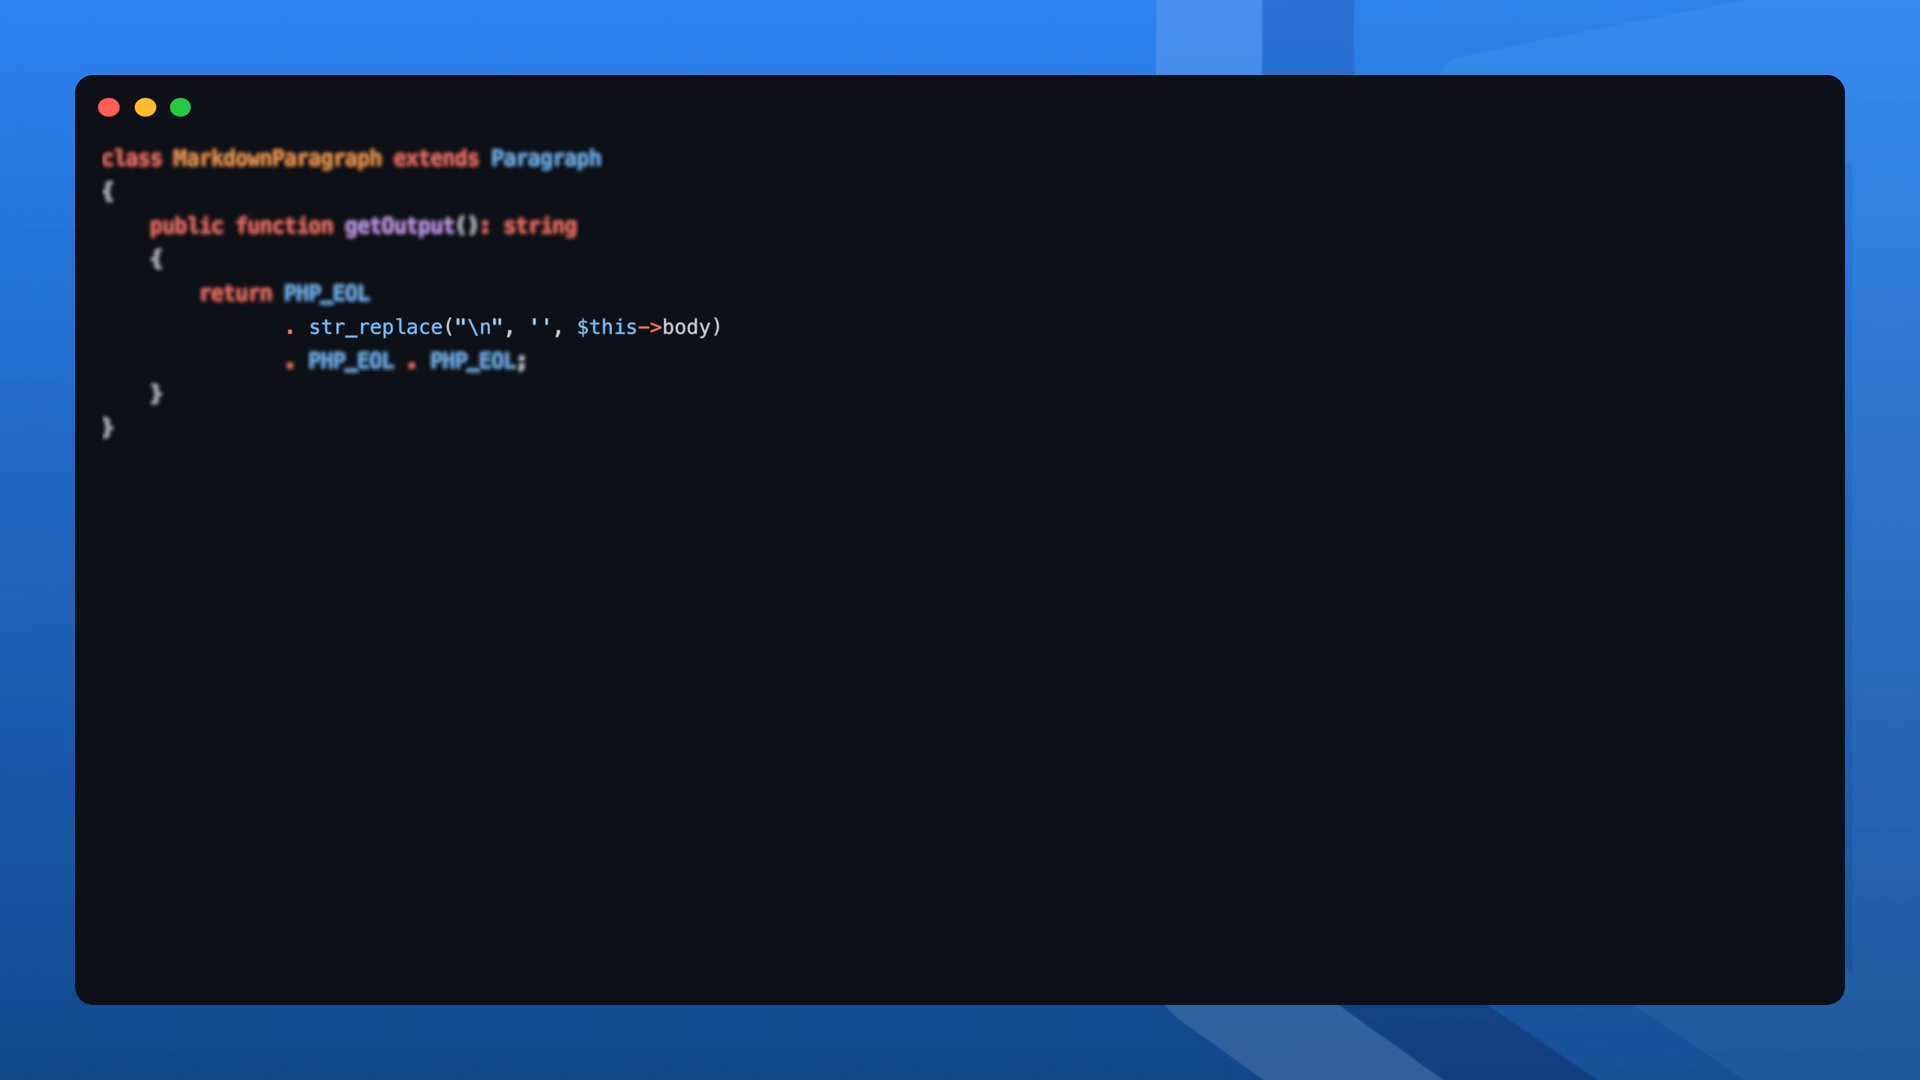 class MarkdownParagraph extends Paragraph
{
    public function getOutput(): string
    {
        return PHP_EOL
               . str_replace("\n", '', $this->body)
               . PHP_EOL . PHP_EOL;
    }
}